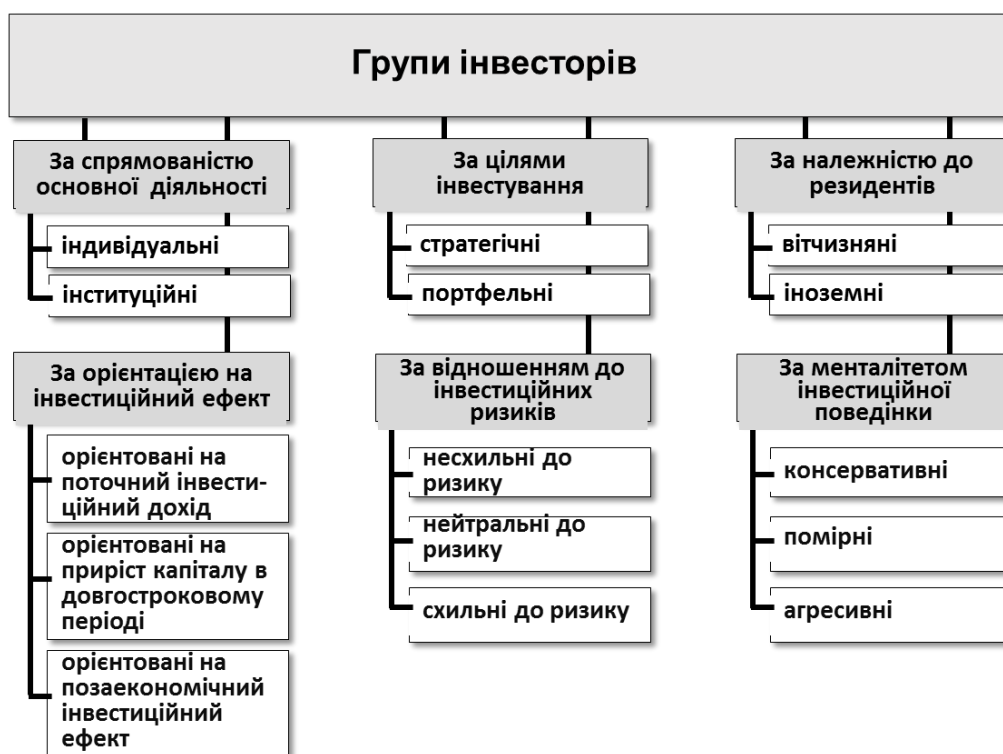 Групи інвесторів
За спрямованістю
основної діяльності
індивідуальні
інституційні
За цілями
інвестування
стратегічні
портфельні
За належністю до
резидентів
вітчизняні
іноземні
За орієнтацією на
інвестиційний ефект
орієнтовані на
поточний інвести-
ційний дохід
орієнтовані на
приріст капіталу в
довгостроковому
періоді
орієнтовані на
позаекономічний
інвестиційний
ефект
За відношенням до
інвестиційних
ризиків
несхильні до
ризику
нейтральні до
ризику
схильні до ризику
За менталітетом
інвестиційної
поведінки
консервативні
помірні
агресивні